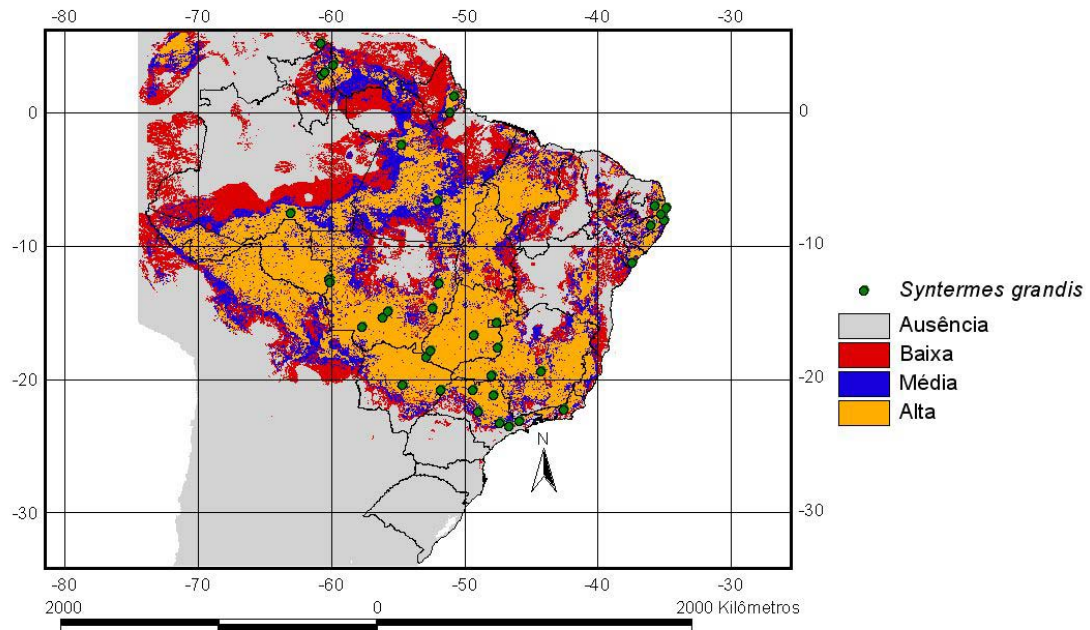 -80 -70 -60 -50 -40 -30
0 0
-10 -10
-20 -20
-30 -30
N
-80 -70 -60 -50 -40 -30
2000 0 2000 Kilômetros
Syntermes grandis
Ausência
Baixa
Média
Alta